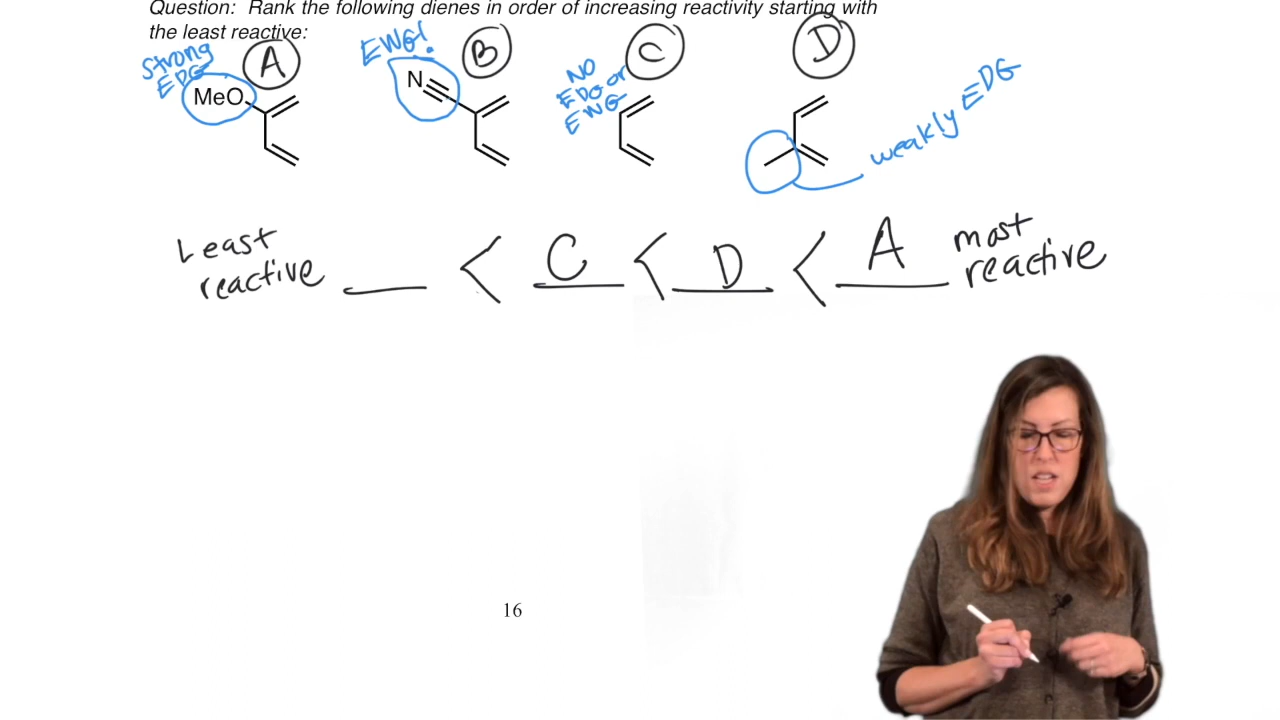 Question: Rank the following dienes in order of increasing reactivity starting with
the least reactive:
Strong
EDG
A
MeO
EWG!
B
N
NO
EDG or
EWG
C
D
weakly EDG
Least
reactive __ < C < D < A most
reactive
16